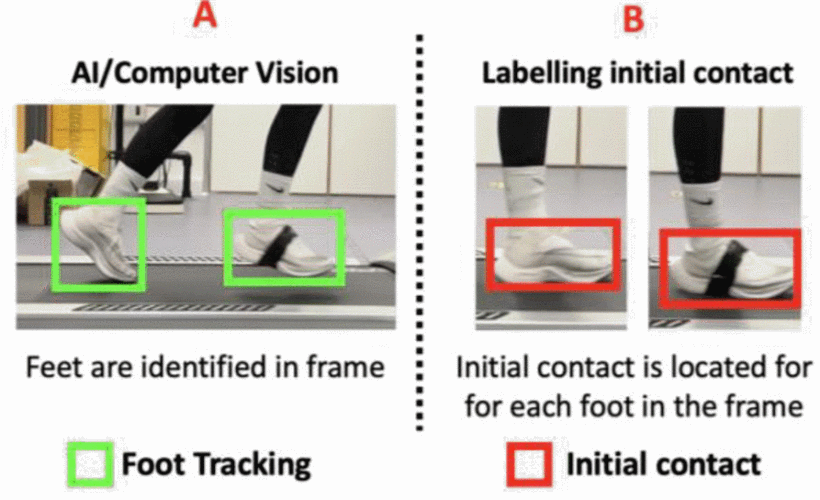 A
AI/Computer Vision
Feet are identified in frame
Foot Tracking
B
Labelling initial contact
Initial contact is located for
for each foot in the frame
Initial contact